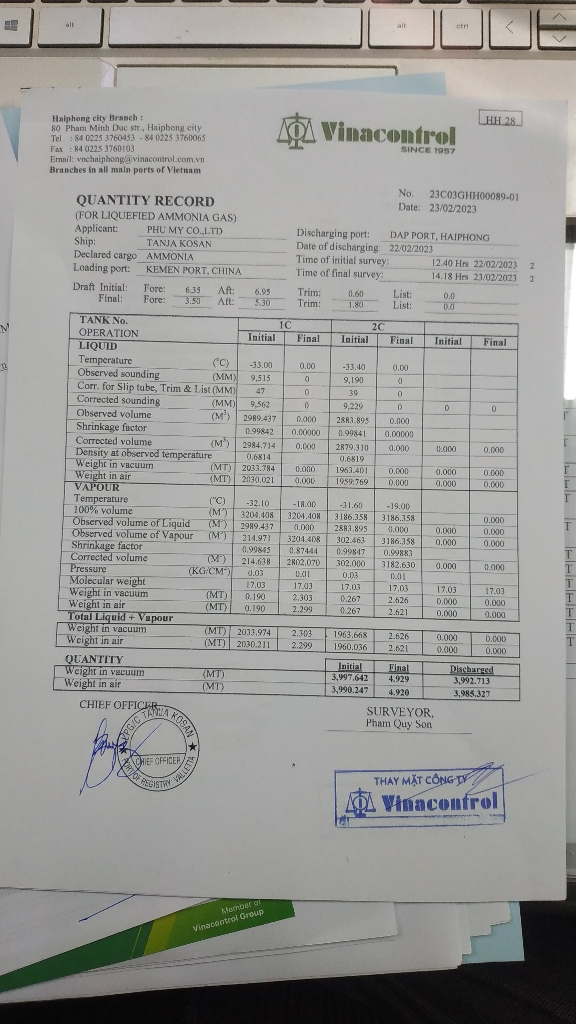 alt
alt
ctrl
<
Haiphong city Branch :
80 Pham Minh Duc str., Haiphong city
Tel : 84 0225 3760453 - 84 0225 3760065
Fax : 84 0225 3760103
Email: vnchaiphong@vinacontrol.com.vn
Branches in all main ports of Vietnam
Vinacontrol
SINCE 1957
HH 28
QUANTITY RECORD
(FOR LIQUEFIED AMMONIA GAS)
No. 23C03GHH00089-01
Date: 23/02/2023
Applicant: PHU MY CO.,LTD
Ship: TANJA KOSAN
Declared cargo AMMONIA
Loading port: KEMEN PORT, CHINA
Discharging port: DAP PORT, HAIPHONG
Date of discharging: 22/02/2023
Time of initial survey: 12.40 Hrs 22/02/2023 2
Time of final survey: 14.18 Hrs 23/02/2023 2
Draft Initial: Fore: 6.35 Aft: 6.95 Trim: 0.60 List: 0.0
Final: Fore: 3.50 Aft: 5.30 Trim: 1.80 List: 0.0
TANK No. 1C 2C
OPERATION Initial Final Initial Final Initial Final
LIQUID
Temperature (°C) -33.00 0.00 -33.40 0.00
Observed sounding (MM) 9,515 0 9,190 0
Corr. for Slip tube, Trim & List (MM) 47 0 39 0
Corrected sounding (MM) 9,562 0 9,229 0 0 0
Observed volume (M³) 2989.437 0.000 2883.895 0.000
Shrinkage factor 0.99842 0.00000 0.99841 0.00000
Corrected volume (M³) 2984.714 0.000 2879.310 0.000 0.000 0.000
Density at observed temperature 0.6814 0.6819
Weight in vacuum (MT) 2033.784 0.000 1963.401 0.000 0.000 0.000
Weight in air (MT) 2030.021 0.000 1959.769 0.000 0.000 0.000
VAPOUR
Temperature (°C) -32.10 -18.00 -31.60 -19.00
100% volume (M³) 3204.408 3204.408 3186.358 3186.358 0.000
Observed volume of Liquid (M³) 2989.437 0.000 2883.895 0.000 0.000 0.000
Observed volume of Vapour (M³) 214.971 3204.408 302.463 3186.358 0.000 0.000
Shrinkage factor 0.99845 0.87444 0.99847 0.99883
Corrected volume (M³) 214.638 2802.070 302.000 3182.630 0.000 0.000
Pressure (KG/CM²) 0.03 0.01 0.03 0.01
Molecular weight 17.03 17.03 17.03 17.03 17.03 17.03
Weight in vacuum (MT) 0.190 2.303 0.267 2.626 0.000 0.000
Weight in air (MT) 0.190 2.299 0.267 2.621 0.000 0.000
Total Liquid + Vapour
Weight in vacuum (MT) 2033.974 2.303 1963.668 2.626 0.000 0.000
Weight in air (MT) 2030.211 2.299 1960.036 2.621 0.000 0.000
QUANTITY Initial Final Discharged
Weight in vacuum (MT) 3,997.642 4.929 3,992.713
Weight in air (MT) 3,990.247 4.920 3,985.327
CHIEF OFFICER
SURVEYOR,
Pham Quy Son
LPG/C TANJA KOSAN
CHIEF OFFICER
PORT OF REGISTRY: VALLETTA
THAY MẶT CÔNG TY
Vinacontrol
Member of
Vinacontrol Group